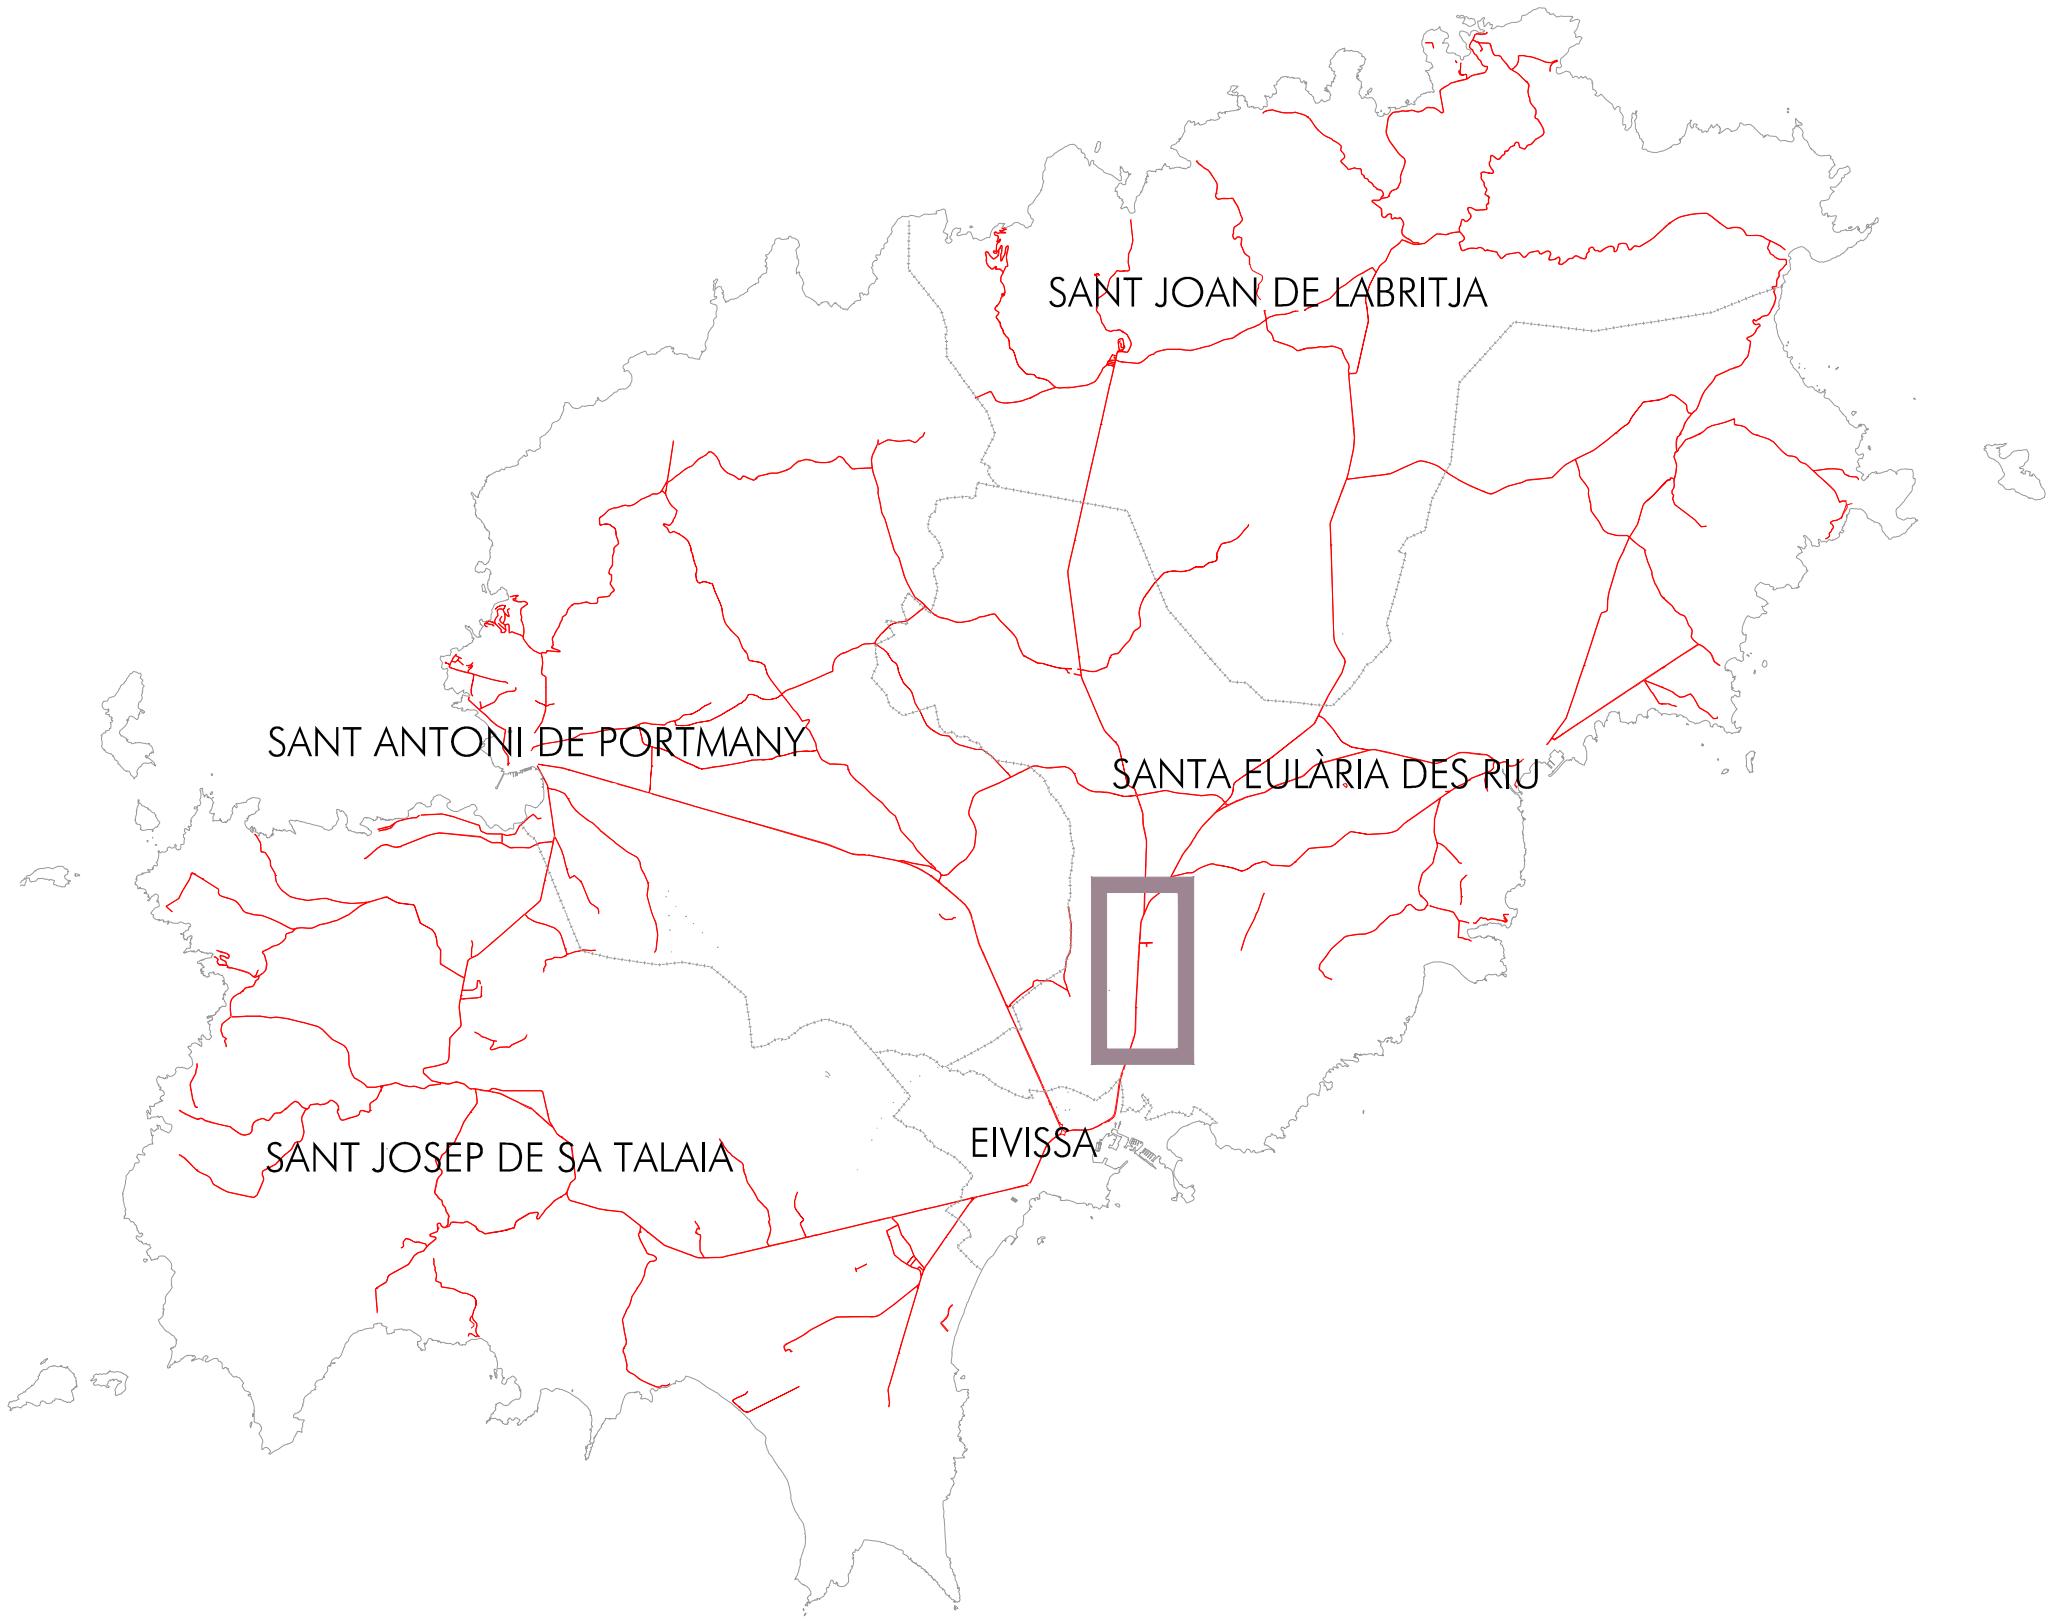 SANT JOAN DE LABRITJA
SANT ANTONI DE PORTMANY
SANTA EULÀRIA DES RIU
EIVISSA
SANT JOSEP DE SA TALAIA